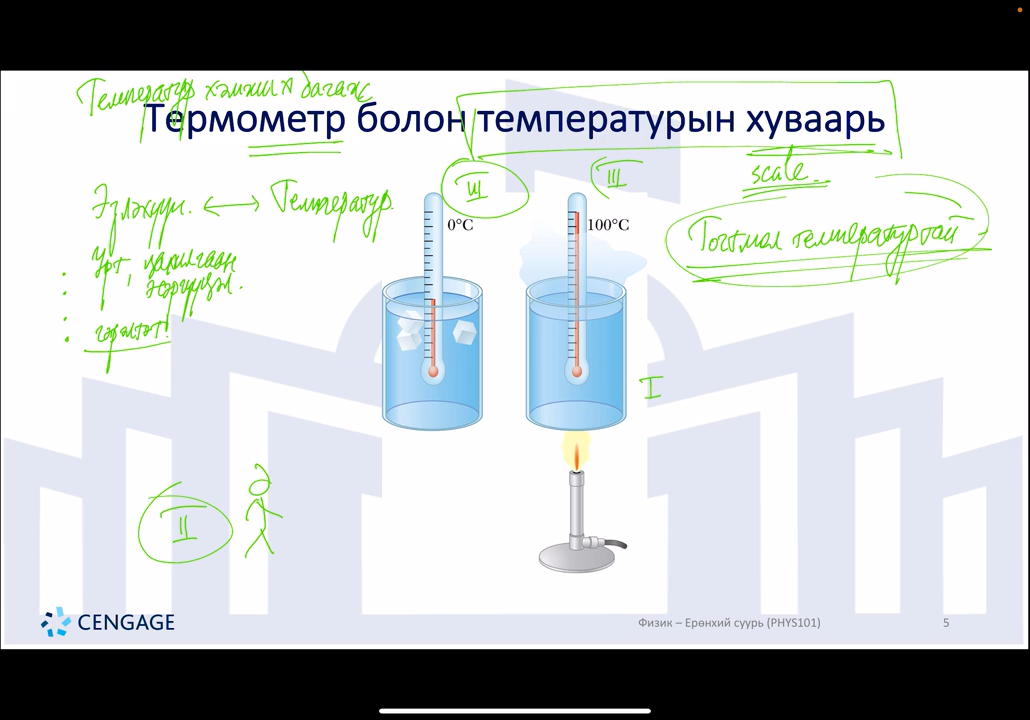 Температур хэмжих багаж
Термометр болон температурын хуваарь
scale
III
III
Эзлэхүүн ↔ Температур
0°C
100°C
Тогтмол температуртай
Урт, цахилгаан
эсэргүүцэл
гэрэлтэлт!
I
II
CENGAGE
Физик – Ерөнхий суурь (PHYS101)
5